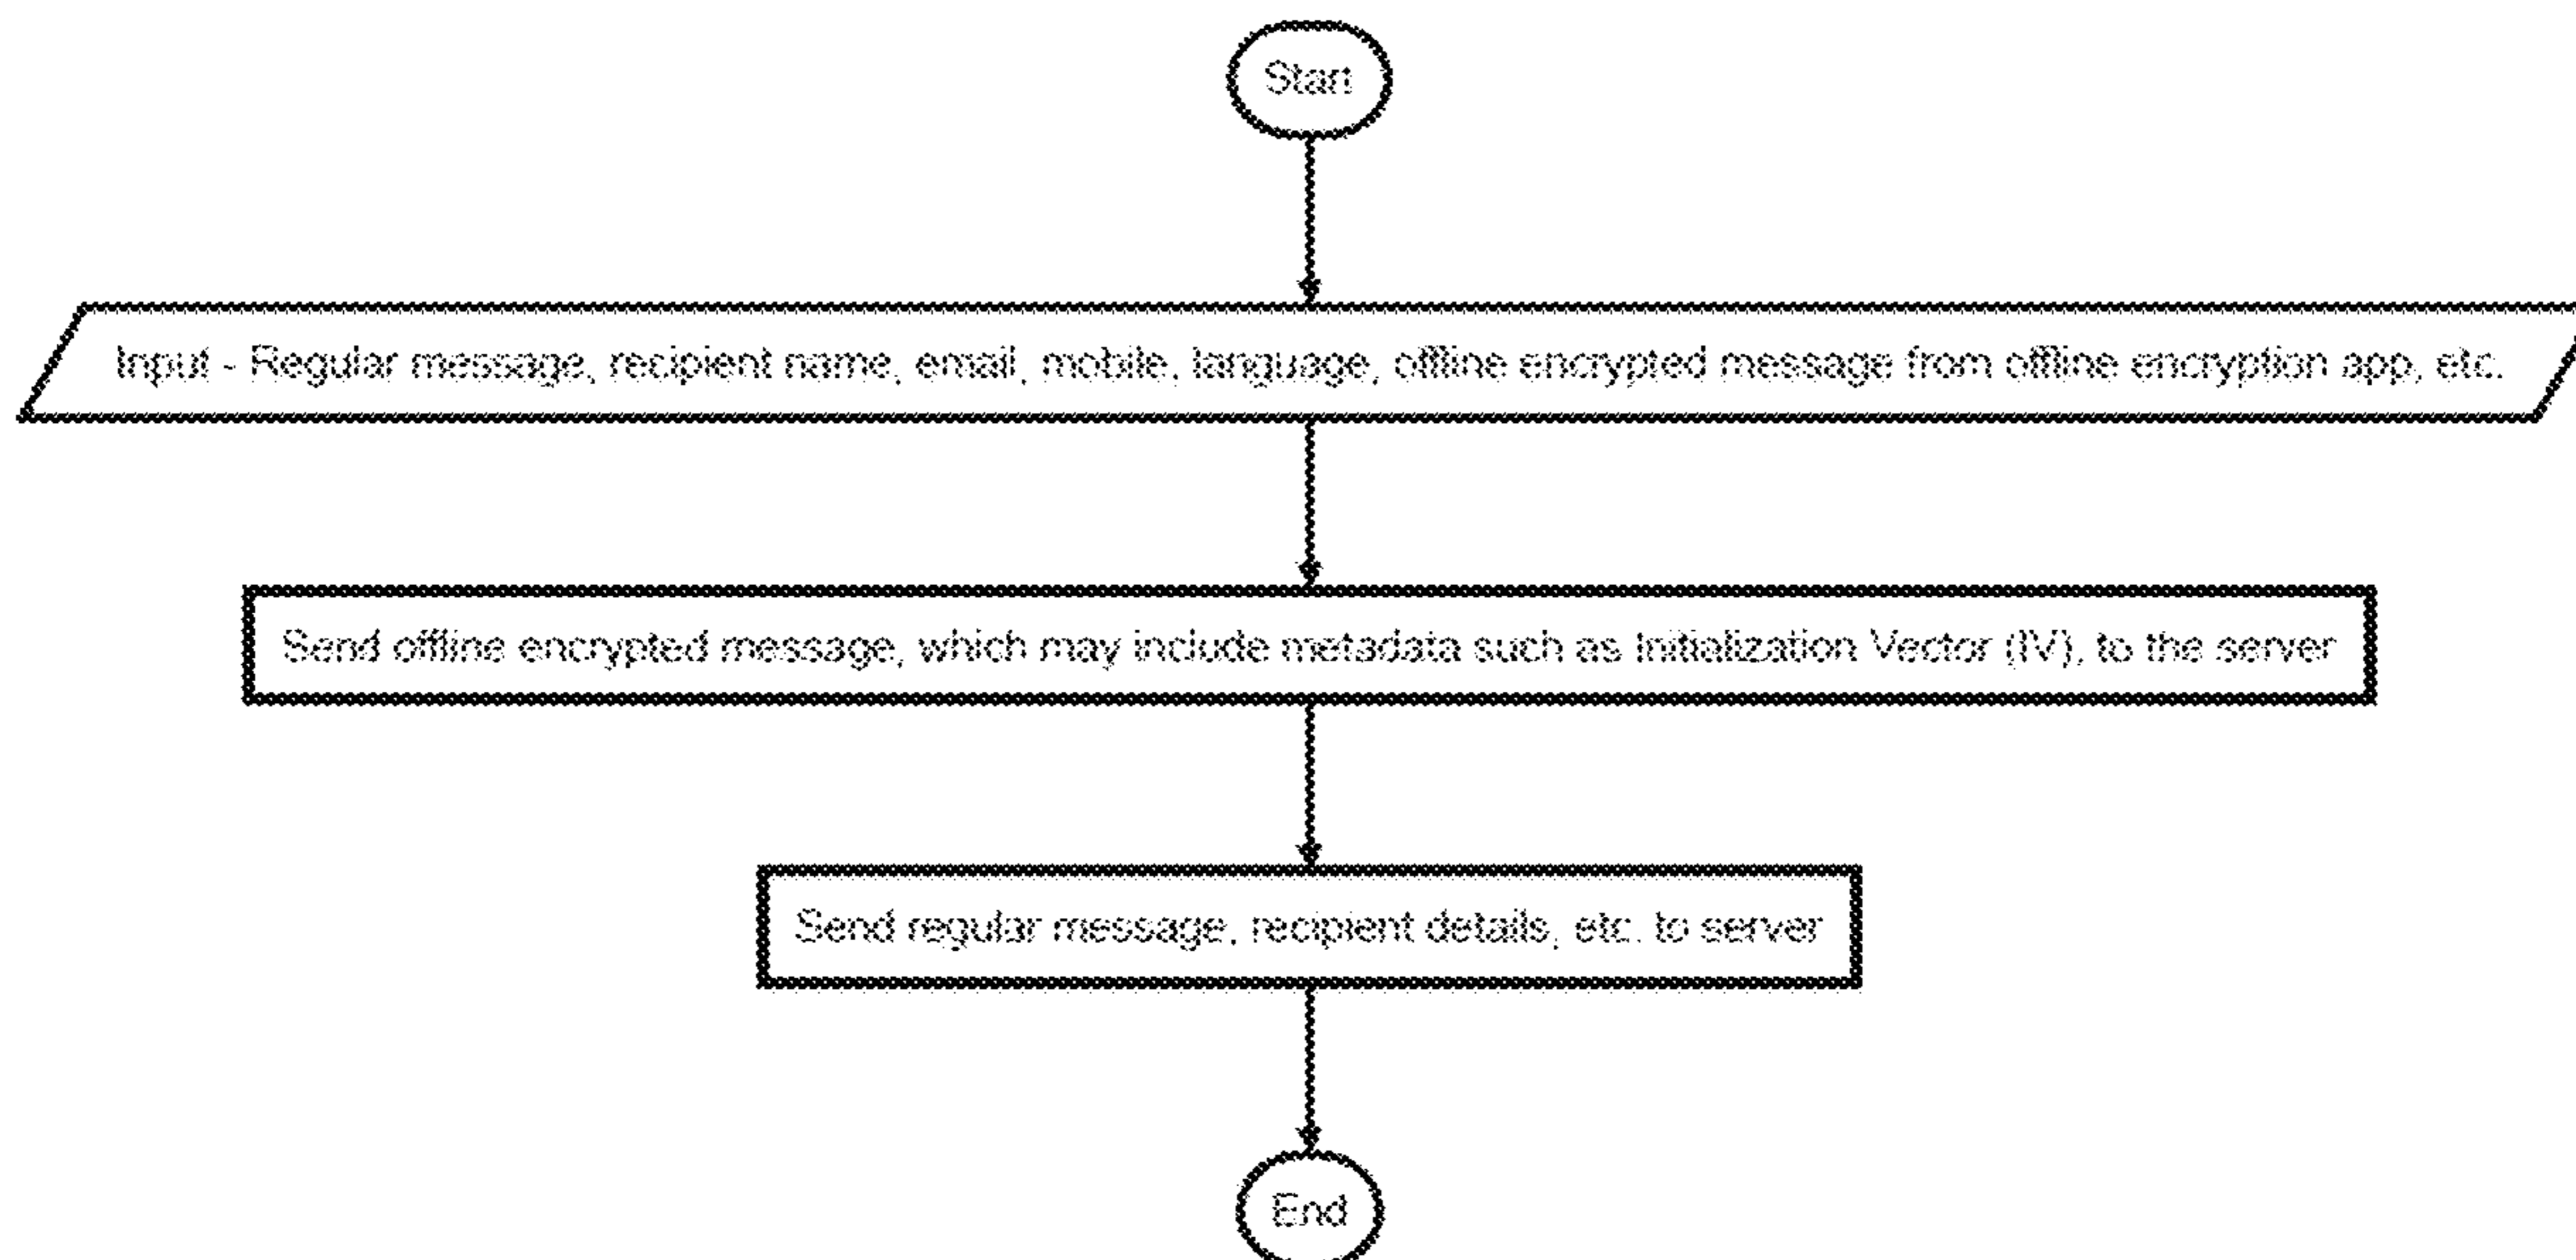 Start
Input - Regular message, recipient name, email, mobile, language, offline encrypted message from offline encryption app, etc.
Send offline encrypted message, which may include metadata such as Initialization Vector (IV), to the server
Send regular message, recipient details, etc. to server
End